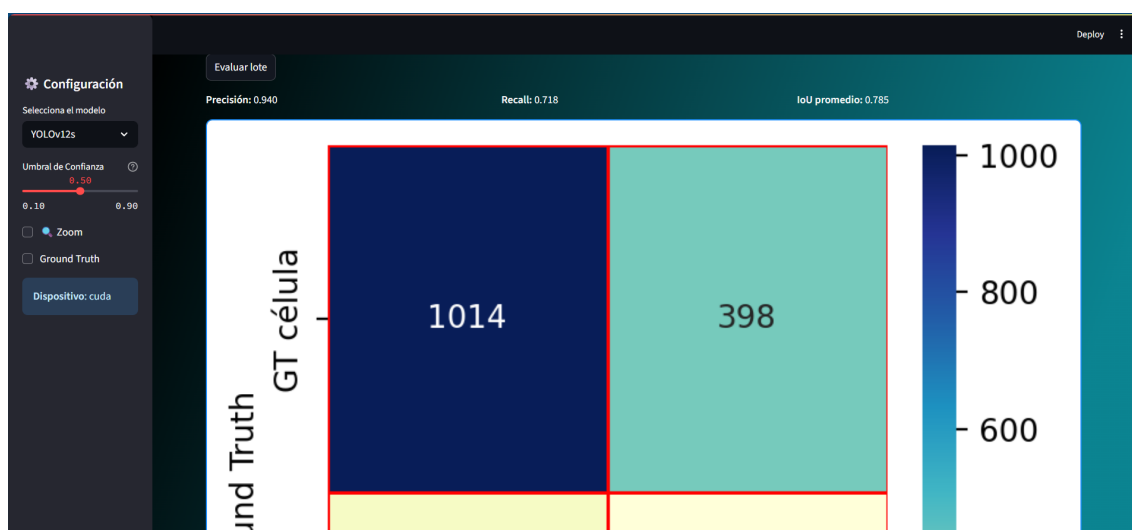 Deploy
Evaluar lote
Configuración
Selecciona el modelo
YOLOv12s
Umbral de Confianza
0.50
0.10 0.90
Zoom
Ground Truth
Dispositivo: cuda
Precisión: 0.940 Recall: 0.718 IoU promedio: 0.785
1000
800
600
1014 398
GT célula
und Truth